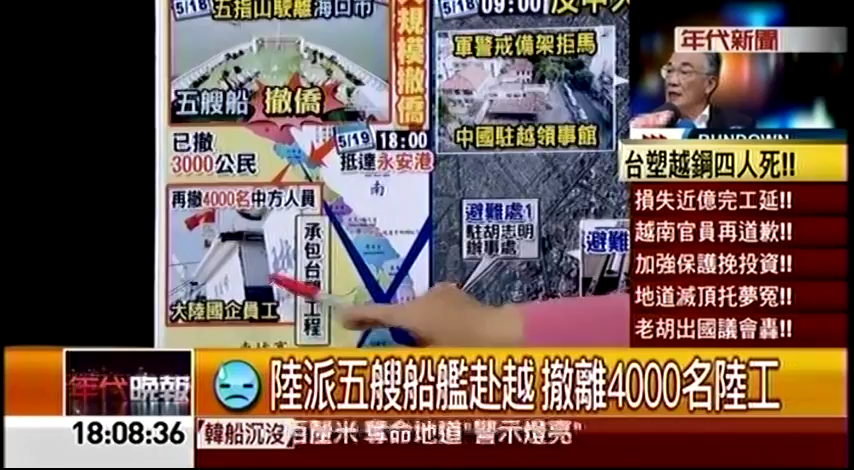 5/18
五指山駛離海口市
規模撤僑
五艘船 撤僑
已撤
3000公民
5/19 18:00
抵達永安港
南
再撤4000名中方人員
承包台塑工程
大陸國企員工
5/18 09:00
軍警戒備架拒馬
中國駐越領事館
避難處1
駐胡志明
辦事處
避難
年代新聞
RUNDOWN
台塑越鋼四人死!!
損失近億完工延!!
越南官員再道歉!!
加強保護挽投資!!
地道滅頂托夢冤!!
老胡出國議會轟!!
年代晚報
陸派五艘船艦赴越 撤離4000名陸工
18:08:36
韓船沉沒
奪命地道"警示燈亮"